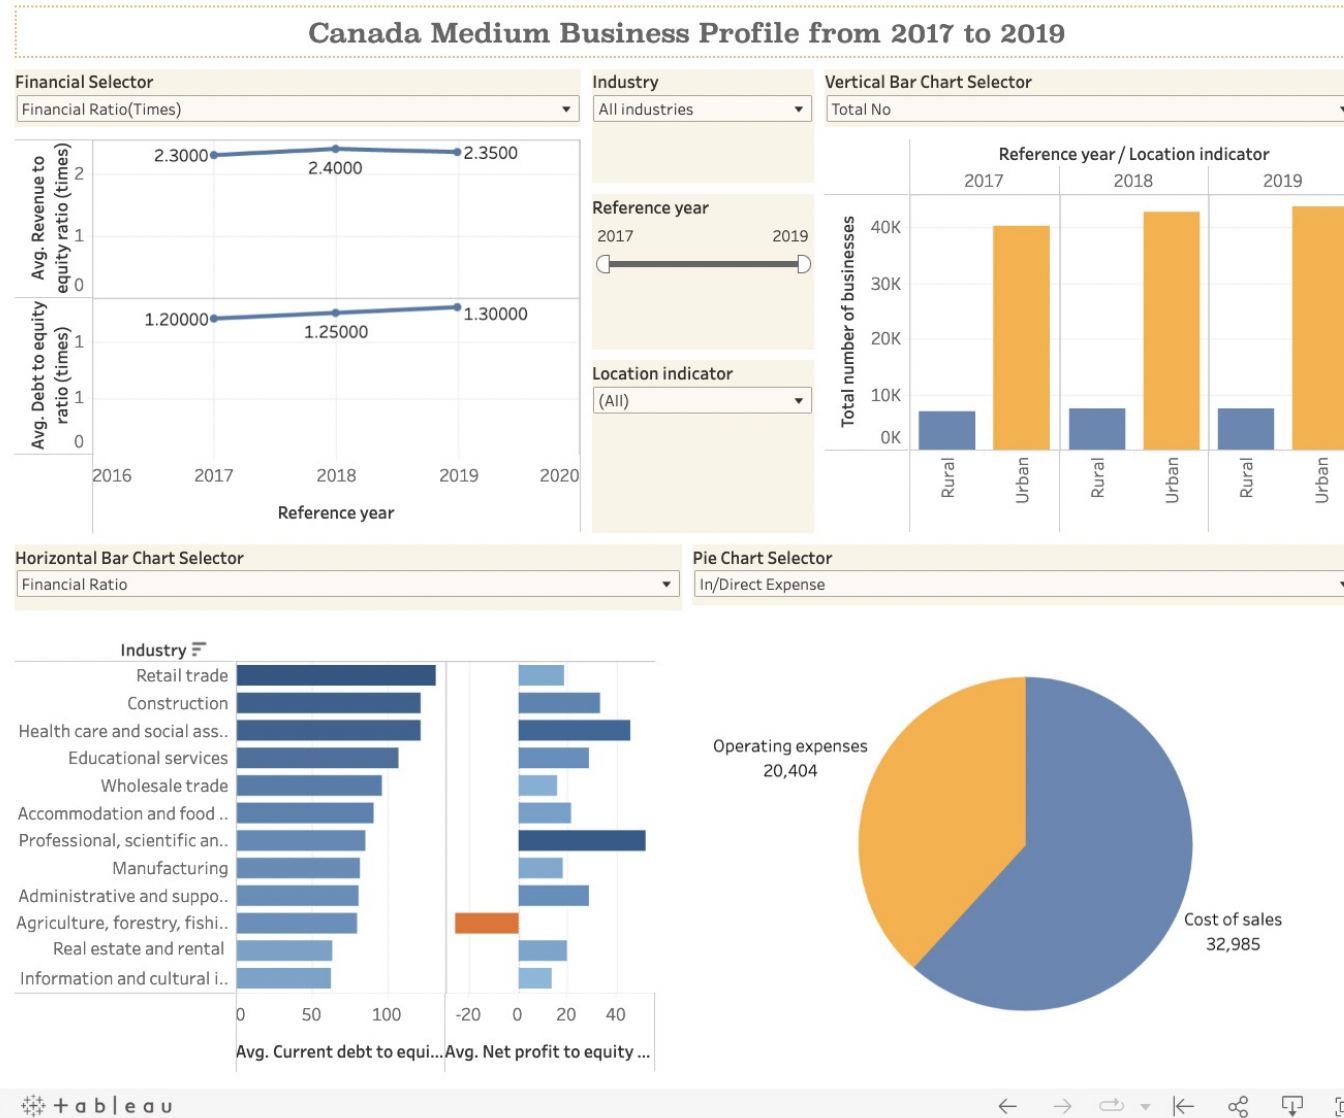 Canada Medium Business Profile from 2017 to 2019
Financial Selector
Financial Ratio(Times)
Industry
All industries
Vertical Bar Chart Selector
Total No
Avg. Revenue to
equity ratio (times)
2
1
0
2.3000
2.4000
2.3500
Avg. Debt to equity
ratio (times)
1
1
0
1.20000
1.25000
1.30000
2016 2017 2018 2019 2020
Reference year
Reference year
2017 2019
Location indicator
(All)
Reference year / Location indicator
2017 2018 2019
Total number of businesses
40K
30K
20K
10K
0K
Rural Urban Rural Urban Rural Urban
Horizontal Bar Chart Selector
Financial Ratio
Pie Chart Selector
In/Direct Expense
Industry
Retail trade
Construction
Health care and social ass..
Educational services
Wholesale trade
Accommodation and food ..
Professional, scientific an..
Manufacturing
Administrative and suppo..
Agriculture, forestry, fishi..
Real estate and rental
Information and cultural i..
0 50 100 -20 0 20 40
Avg. Current debt to equi... Avg. Net profit to equity ...
Operating expenses
20,404
Cost of sales
32,985
+ableau